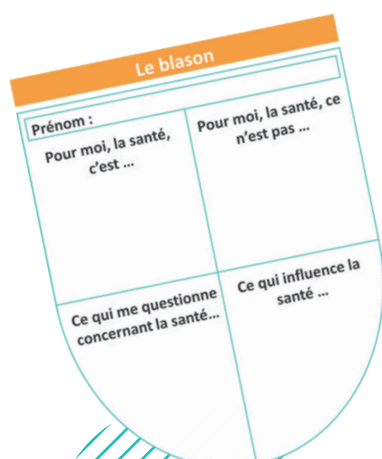 Le blason
Prénom :
Pour moi, la santé,
c'est ...
Pour moi, la santé, ce
n'est pas ...
Ce qui me questionne
concernant la santé...
Ce qui influence la
santé ...